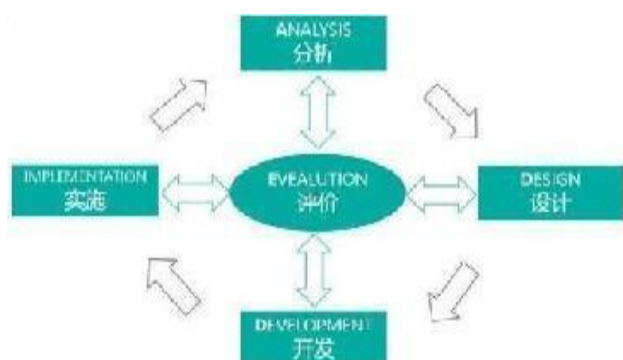 ANALYSIS
分析
IMPLEMENTATION
实施
EVEALUTION
评价
DESIGN
设计
DEVELOPMENT
开发